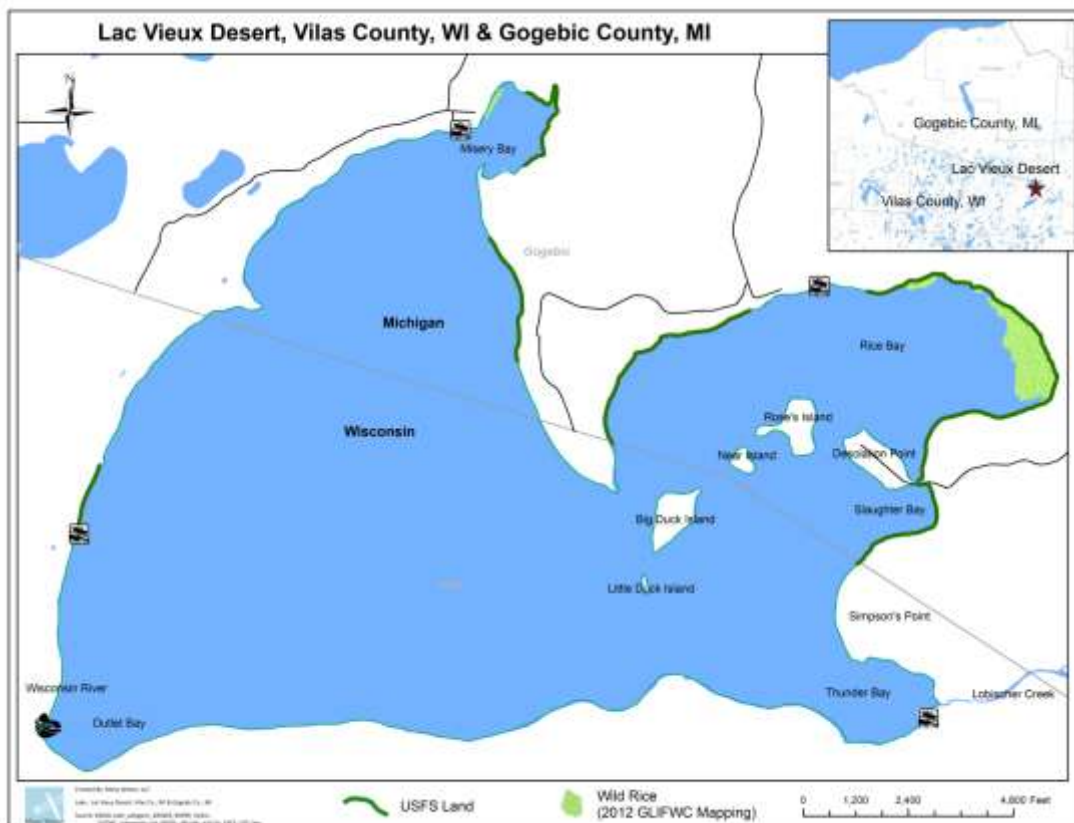 Lac Vieux Desert, Vilas County, WI & Gogebic County, MI
N
Gogebic County, MI
Lac Vieux Desert
Vilas County, WI
Misery Bay
Gogebic
Michigan
Rice Bay
Wisconsin
Rose's Island
New Island
Desolation Point
Slaughter Bay
Big Duck Island
Little Duck Island
Simpson's Point
Wisconsin River
Thunder Bay
Lobischer Creek
Outlet Bay
USFS Land
Wild Rice
(2012 GLIFWC Mapping)
0 1,200 2,400 4,800 Feet